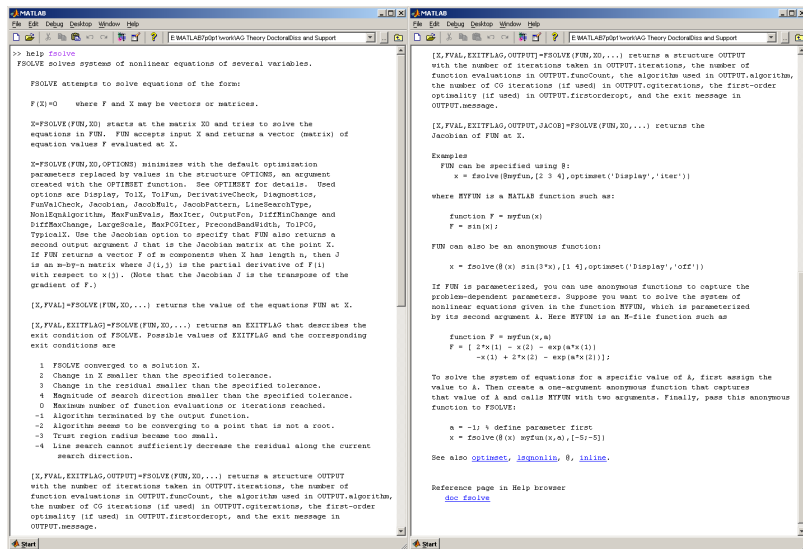 MATLAB
File Edit Debug Desktop Window Help
E:\MATLAB7p0p1\work\AG Theory DoctoralDiss and Support
>> help fsolve
FSOLVE solves systems of nonlinear equations of several variables.
FSOLVE attempts to solve equations of the form:
F(X)=0 where F and X may be vectors or matrices.
X=FSOLVE(FUN,X0) starts at the matrix X0 and tries to solve the
equations in FUN. FUN accepts input X and returns a vector (matrix) of
equation values F evaluated at X.
X=FSOLVE(FUN,X0,OPTIONS) minimizes with the default optimization
parameters replaced by values in the structure OPTIONS, an argument
created with the OPTIMSET function. See OPTIMSET for details. Used
options are Display, TolX, TolFun, DerivativeCheck, Diagnostics,
FunValCheck, Jacobian, JacobMult, JacobPattern, LineSearchType,
NonlEqnAlgorithm, MaxFunEvals, MaxIter, OutputFcn, DiffMinChange and
DiffMaxChange, LargeScale, MaxPCGIter, PrecondBandWidth, TolPCG,
TypicalX. Use the Jacobian option to specify that FUN also returns a
second output argument J that is the Jacobian matrix at the point X.
If FUN returns a vector F of m components when X has length n, then J
is an m-by-n matrix where J(i,j) is the partial derivative of F(i)
with respect to x(j). (Note that the Jacobian J is the transpose of the
gradient of F.)
[X,FVAL]=FSOLVE(FUN,X0,...) returns the value of the equations FUN at X.
[X,FVAL,EXITFLAG]=FSOLVE(FUN,X0,...) returns an EXITFLAG that describes the
exit condition of FSOLVE. Possible values of EXITFLAG and the corresponding
exit conditions are
1 FSOLVE converged to a solution X.
2 Change in X smaller than the specified tolerance.
3 Change in the residual smaller than the specified tolerance.
4 Magnitude of search direction smaller than the specified tolerance.
0 Maximum number of function evaluations or iterations reached.
-1 Algorithm terminated by the output function.
-2 Algorithm seems to be converging to a point that is not a root.
-3 Trust region radius became too small.
-4 Line search cannot sufficiently decrease the residual along the current
search direction.
[X,FVAL,EXITFLAG,OUTPUT]=FSOLVE(FUN,X0,...) returns a structure OUTPUT
with the number of iterations taken in OUTPUT.iterations, the number of
function evaluations in OUTPUT.funcCount, the algorithm used in OUTPUT.algorithm,
the number of CG iterations (if used) in OUTPUT.cgiterations, the first-order
optimality (if used) in OUTPUT.firstorderopt, and the exit message in
OUTPUT.message.
Start
MATLAB
File Edit Debug Desktop Window Help
E:\MATLAB7p0p1\work\AG Theory DoctoralDiss and Support
[X,FVAL,EXITFLAG,OUTPUT]=FSOLVE(FUN,X0,...) returns a structure OUTPUT
with the number of iterations taken in OUTPUT.iterations, the number of
function evaluations in OUTPUT.funcCount, the algorithm used in OUTPUT.algorithm,
the number of CG iterations (if used) in OUTPUT.cgiterations, the first-order
optimality (if used) in OUTPUT.firstorderopt, and the exit message in
OUTPUT.message.
[X,FVAL,EXITFLAG,OUTPUT,JACOB]=FSOLVE(FUN,X0,...) returns the
Jacobian of FUN at X.
Examples
FUN can be specified using @:
x = fsolve(@myfun,[2 3 4],optimset('Display','iter'))
where MYFUN is a MATLAB function such as:
function F = myfun(x)
F = sin(x);
FUN can also be an anonymous function:
x = fsolve(@(x) sin(3*x),[1 4],optimset('Display','off'))
If FUN is parameterized, you can use anonymous functions to capture the
problem-dependent parameters. Suppose you want to solve the system of
nonlinear equations given in the function MYFUN, which is parameterized
by its second argument A. Here MYFUN is an M-file function such as
function F = myfun(x,a)
F = [ 2*x(1) - x(2) - exp(a*x(1))
-x(1) + 2*x(2) - exp(a*x(2))];
To solve the system of equations for a specific value of A, first assign the
value to A. Then create a one-argument anonymous function that captures
that value of A and calls MYFUN with two arguments. Finally, pass this anonymous
function to FSOLVE:
a = -1; % define parameter first
x = fsolve(@(x) myfun(x,a),[-5;-5])
See also optimset, lsqnonlin, @, inline.
Reference page in Help browser
doc fsolve
Start